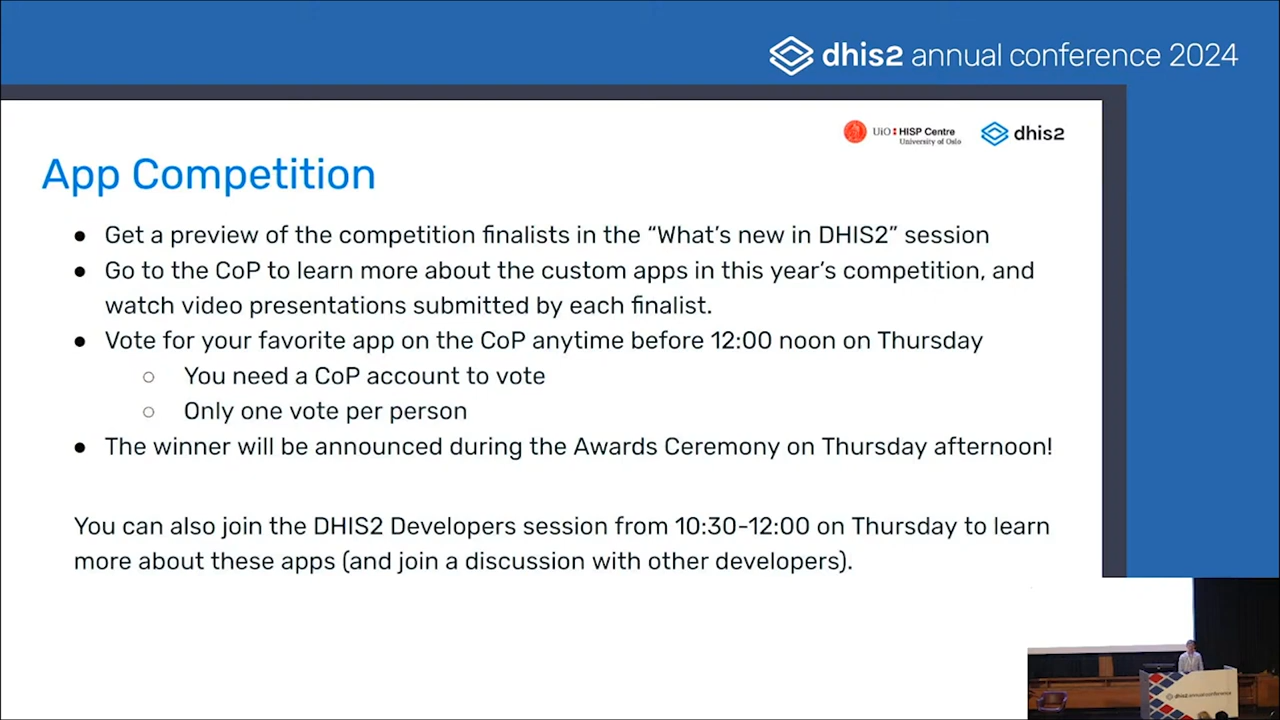 dhis2 annual conference 2024
UiO HISP Centre
University of Oslo
dhis2
App Competition
● Get a preview of the competition finalists in the “What’s new in DHIS2” session
● Go to the CoP to learn more about the custom apps in this year’s competition, and
watch video presentations submitted by each finalist.
● Vote for your favorite app on the CoP anytime before 12:00 noon on Thursday
○ You need a CoP account to vote
○ Only one vote per person
● The winner will be announced during the Awards Ceremony on Thursday afternoon!
You can also join the DHIS2 Developers session from 10:30-12:00 on Thursday to learn
more about these apps (and join a discussion with other developers).
dhis2 annual conference